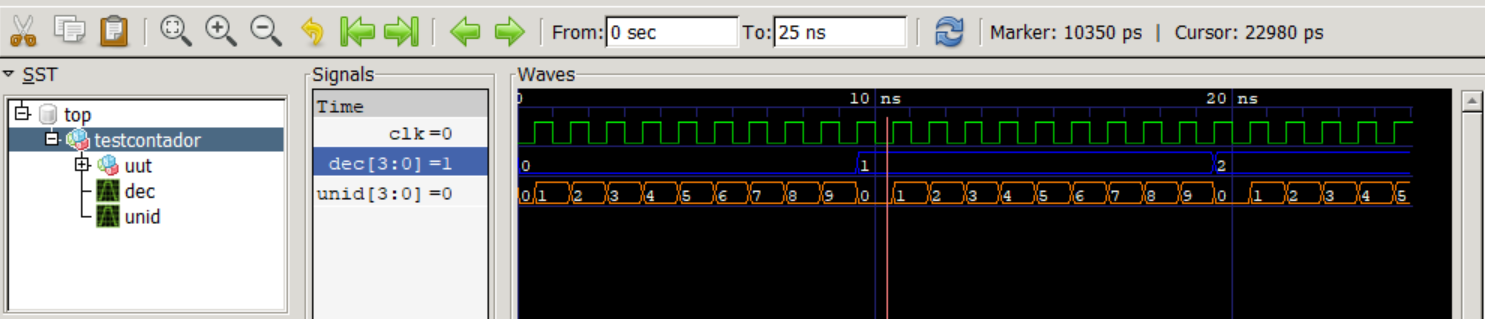 From: 0 sec To: 25 ns Marker: 10350 ps | Cursor: 22980 ps
SST Signals Waves
top
testcontador
uut
dec
unid
Time
clk=0
dec[3:0]=1
unid[3:0]=0
0 10 ns 20 ns
0 1 2
0 1 2 3 4 5 6 7 8 9 0 1 2 3 4 5 6 7 8 9 0 1 2 3 4 5